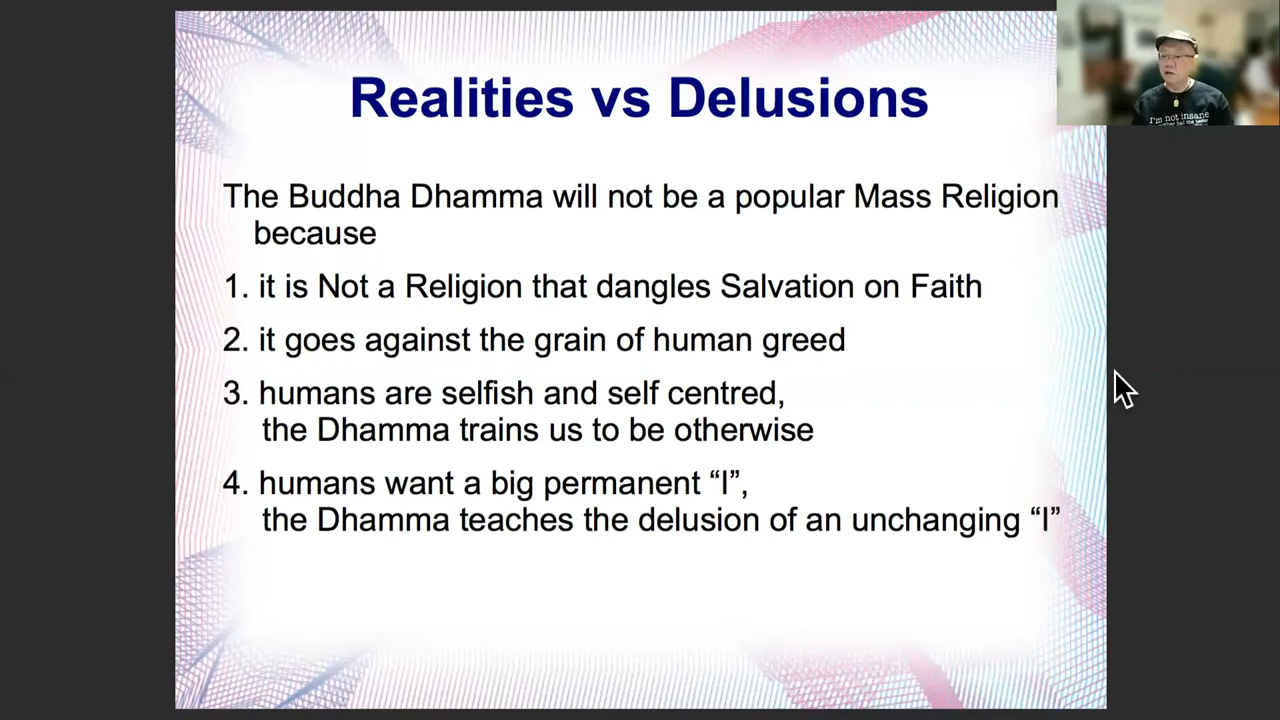 Realities vs Delusions
The Buddha Dhamma will not be a popular Mass Religion
because
1. it is Not a Religion that dangles Salvation on Faith
2. it goes against the grain of human greed
3. humans are selfish and self centred,
the Dhamma trains us to be otherwise
4. humans want a big permanent “I”,
the Dhamma teaches the delusion of an unchanging “I”
I'm not insane